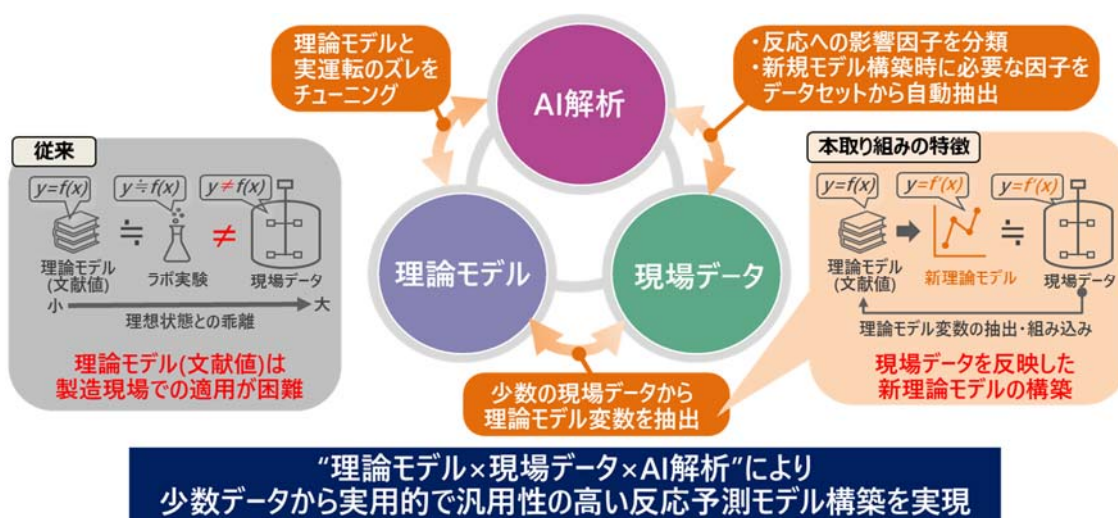 理論モデルと
実運転のズレを
チューニング
AI解析
・反応への影響因子を分類
・新規モデル構築時に必要な因子を
データセットから自動抽出
従来
y=f(x) y≒f(x) y≠f(x)
≒ ≠
理論モデル
(文献値)
ラボ実験
現場データ
小 大
理想状態との乖離
理論モデル(文献値)は
製造現場での適用が困難
理論モデル
現場データ
少数の現場データから
理論モデル変数を抽出
本取り組みの特徴
y=f(x) y=f'(x) y=f'(x)
≒
理論モデル
(文献値)
新理論モデル
現場データ
理論モデル変数の抽出・組み込み
現場データを反映した
新理論モデルの構築
“理論モデル×現場データ×AI解析”により
少数データから実用的で汎用性の高い反応予測モデル構築を実現